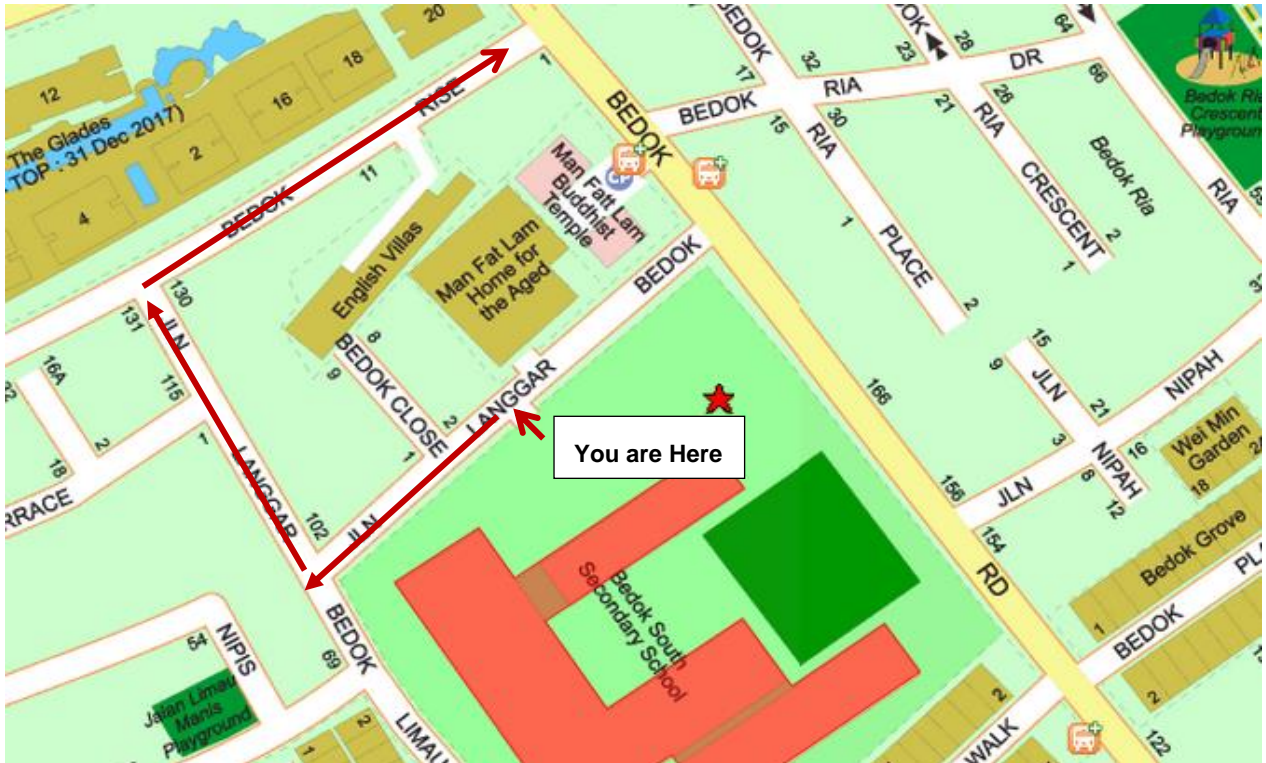 20
18
16
12
The Glades
TOP : 31 Dec 2017)
2
4
BEDOK
RISE
1
11
130
131
JLN
LANGGAR
BEDOK
115
16A
2
18
1
RRACE
102
English Villas
Man Fat Lam
Home for
the Aged
Man Fatt Lam
Buddhist
Temple
8
9
BEDOK CLOSE
2
1
JLN
LANGGAR
BEDOK
You are Here
BEDOK
RD
BEDOK
17
32
23
28
64
BEDOK
RIA
DR
15
30
21
26
66
RIA
PLACE
1
2
RIA
CRESCENT
2
1
Bedok Ria
RIA
59
Bedok Ria
Crescent
Playground
166
156
154
15
9
JLN
NIPAH
21
3
JLN
NIPAH
16
8
12
Wei Min
Garden
18
24
Bedok Grove
1
BEDOK
2
122
WALK
2
Bedok South
Secondary School
54
NIPIS
69
LIMAU
Jalan Limau
Manis
Playground
1
2